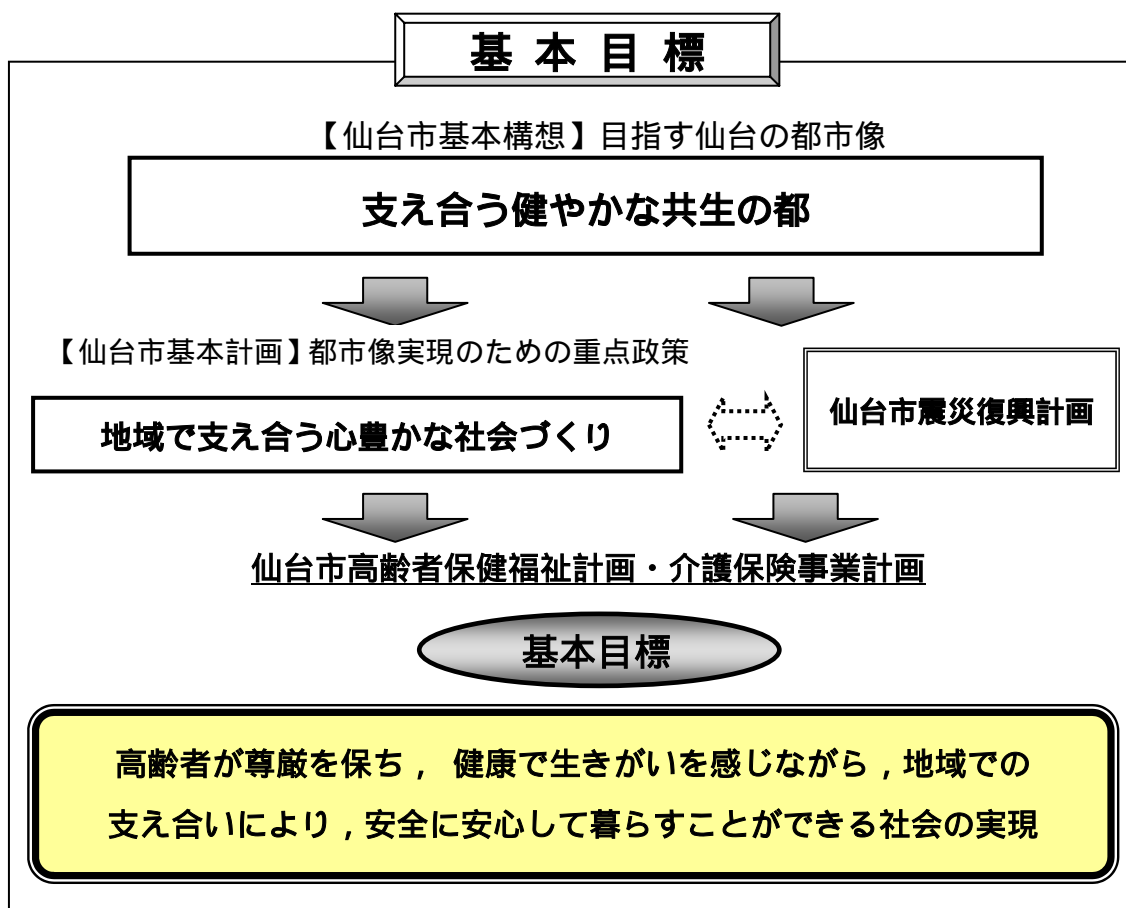 基 本 目 標
【仙台市基本構想】目指す仙台の都市像
支え合う健やかな共生の都
【仙台市基本計画】都市像実現のための重点政策
仙台市震災復興計画
地域で支え合う心豊かな社会づくり
仙台市高齢者保健福祉計画・介護保険事業計画
基本目標
高齢者が尊厳を保ち， 健康で生きがいを感じながら，地域での
支え合いにより，安全に安心して暮らすことができる社会の実現